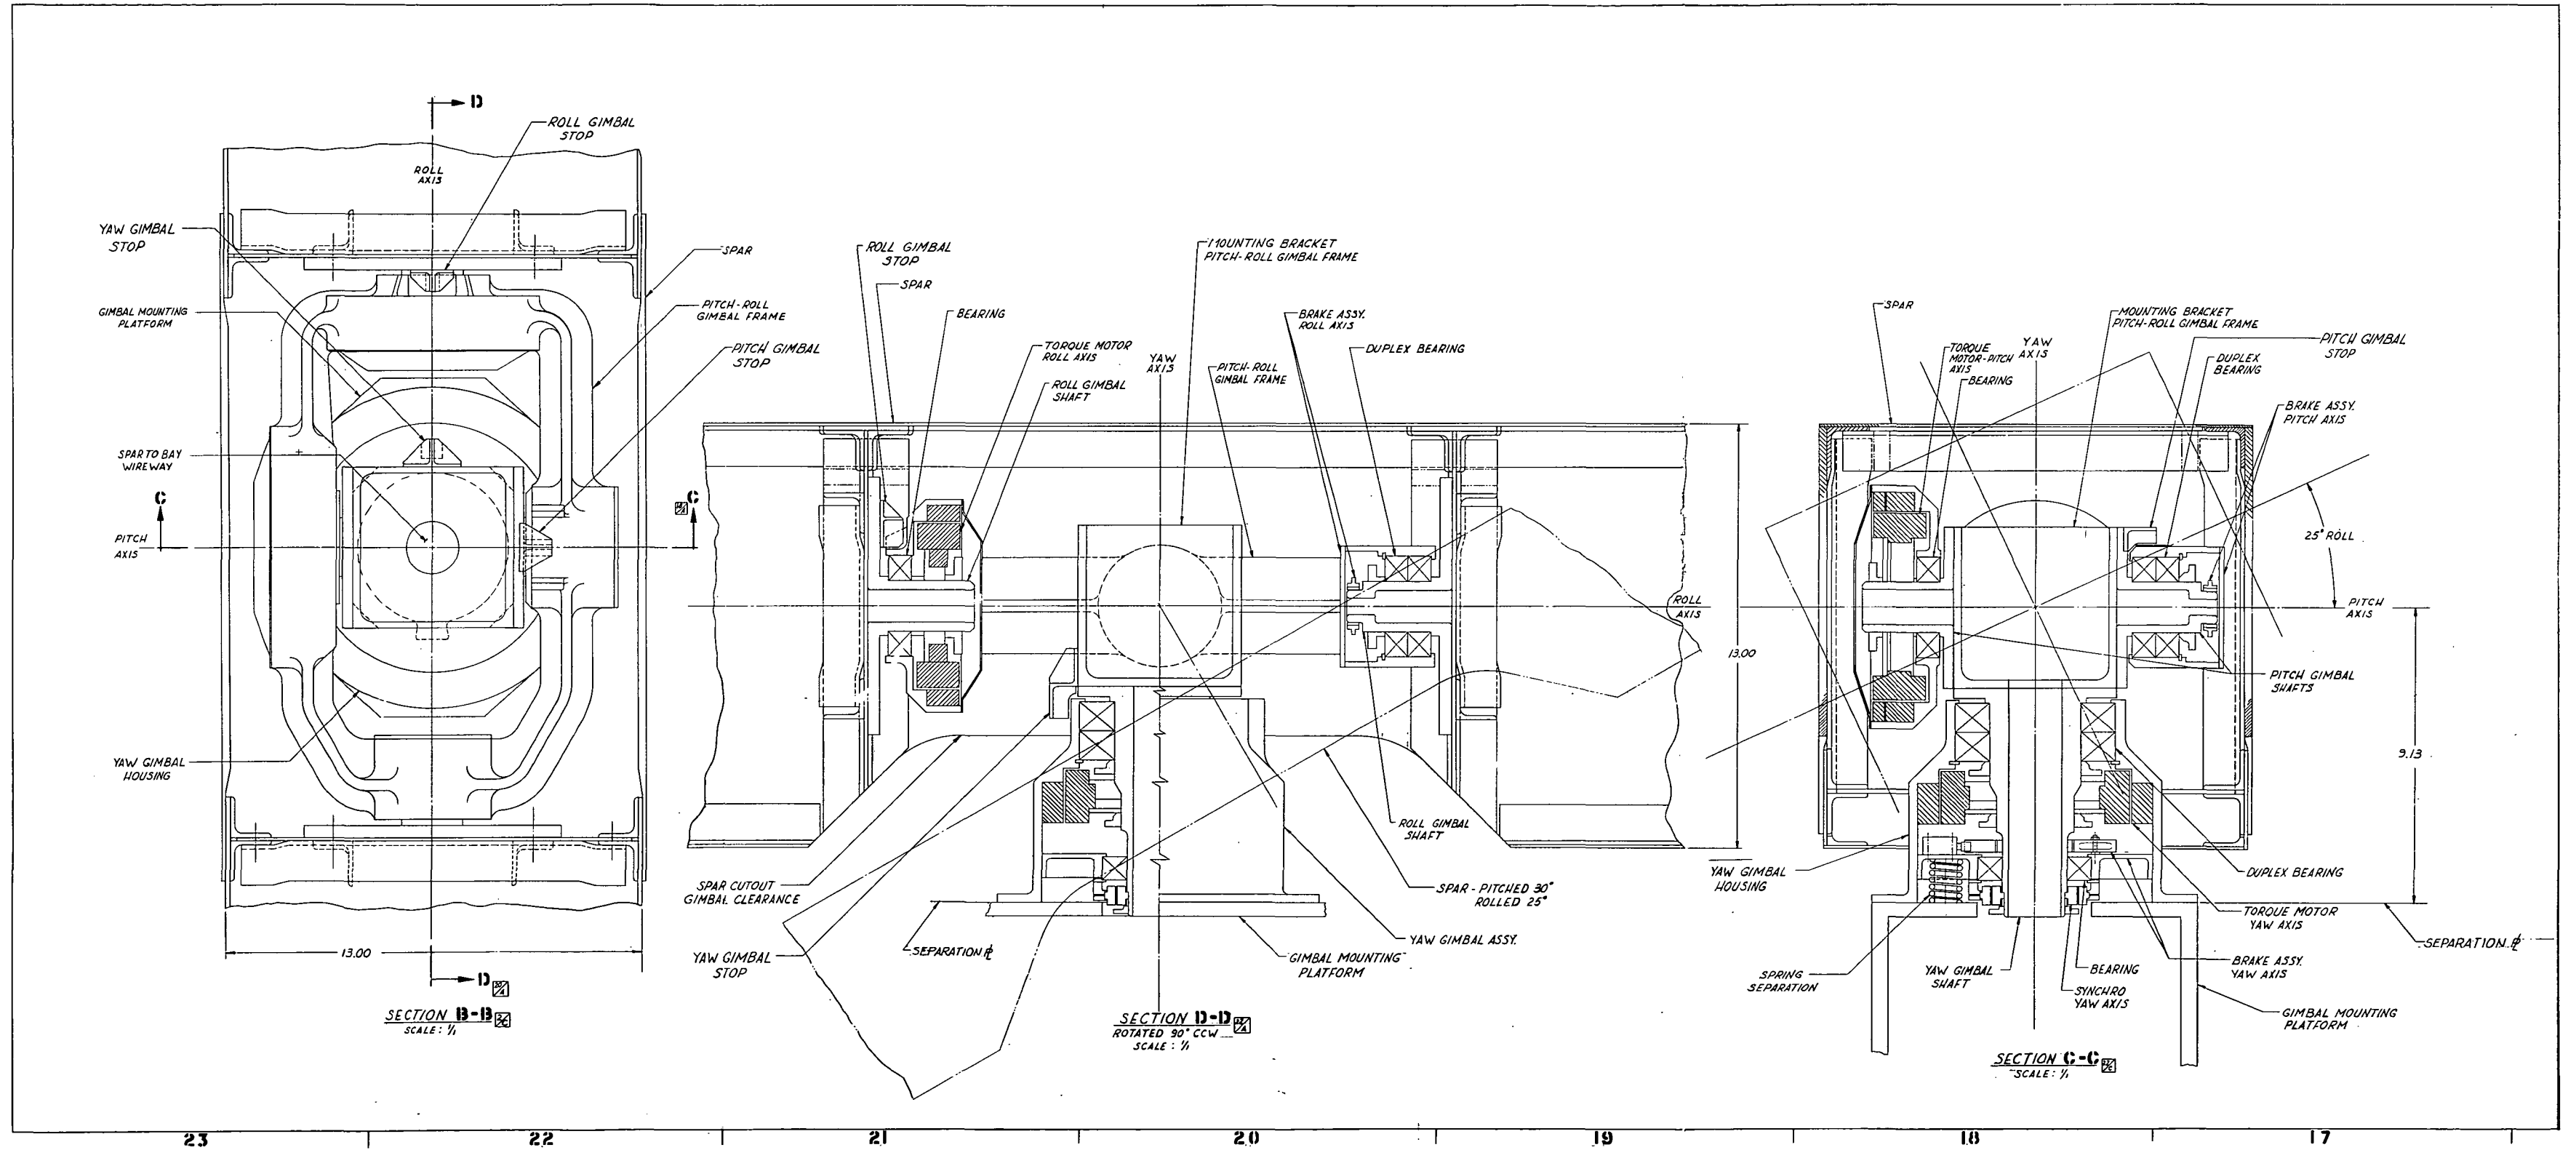 D
ROLL GIMBAL
STOP
ROLL
AXIS
YAW GIMBAL
STOP
SPAR
GIMBAL MOUNTING
PLATFORM
PITCH-ROLL
GIMBAL FRAME
PITCH GIMBAL
STOP
SPAR TO BAY
WIREWAY
C
C
PITCH
AXIS
YAW GIMBAL
HOUSING
13.00
D
SECTION B-B
SCALE: 1/1
ROLL GIMBAL
STOP
SPAR
BEARING
TORQUE MOTOR
ROLL AXIS
ROLL GIMBAL
SHAFT
MOUNTING BRACKET
PITCH-ROLL GIMBAL FRAME
YAW
AXIS
PITCH-ROLL
GIMBAL FRAME
BRAKE ASSY.
ROLL AXIS
DUPLEX BEARING
ROLL
AXIS
13.00
ROLL GIMBAL
SHAFT
SPAR CUTOUT
GIMBAL CLEARANCE
SPAR - PITCHED 30°
ROLLED 25°
SEPARATION ℄
YAW GIMBAL
STOP
YAW GIMBAL ASSY.
GIMBAL MOUNTING
PLATFORM
SECTION D-D
ROTATED 90° CCW
SCALE: 1/1
SPAR
TORQUE
MOTOR-PITCH
AXIS
BEARING
YAW
AXIS
MOUNTING BRACKET
PITCH-ROLL GIMBAL FRAME
PITCH GIMBAL
STOP
DUPLEX
BEARING
BRAKE ASSY.
PITCH AXIS
25° ROLL
PITCH
AXIS
PITCH GIMBAL
SHAFTS
9.13
YAW GIMBAL
HOUSING
DUPLEX BEARING
TORQUE MOTOR
YAW AXIS
SEPARATION ℄
BRAKE ASSY.
YAW AXIS
SPRING
SEPARATION
YAW GIMBAL
SHAFT
BEARING
SYNCHRO
YAW AXIS
GIMBAL MOUNTING
PLATFORM
SECTION C-C
SCALE: 1/1
23 22 21 20 19 18 17